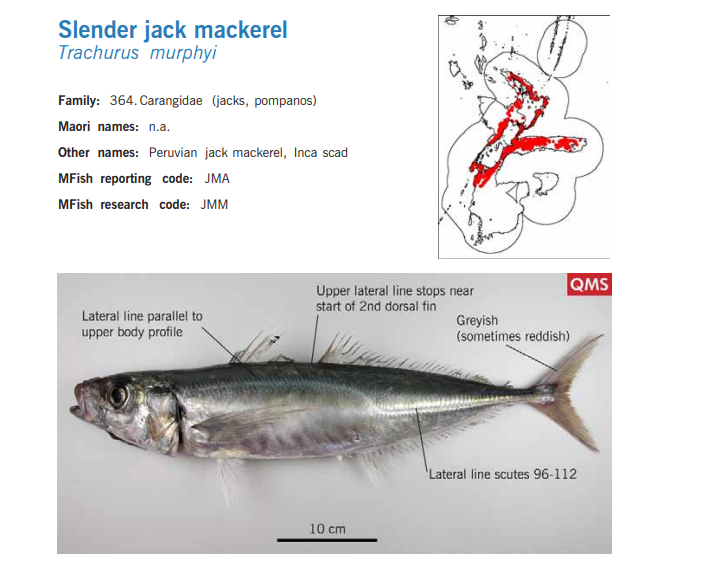 Slender jack mackerel
Trachurus murphyi
Family: 364. Carangidae (jacks, pompanos)
Maori names: n.a.
Other names: Peruvian jack mackerel, Inca scad
MFish reporting code: JMA
MFish research code: JMM
QMS
Upper lateral line stops near
start of 2nd dorsal fin
Lateral line parallel to
upper body profile
Greyish
(sometimes reddish)
Lateral line scutes 96-112
10 cm